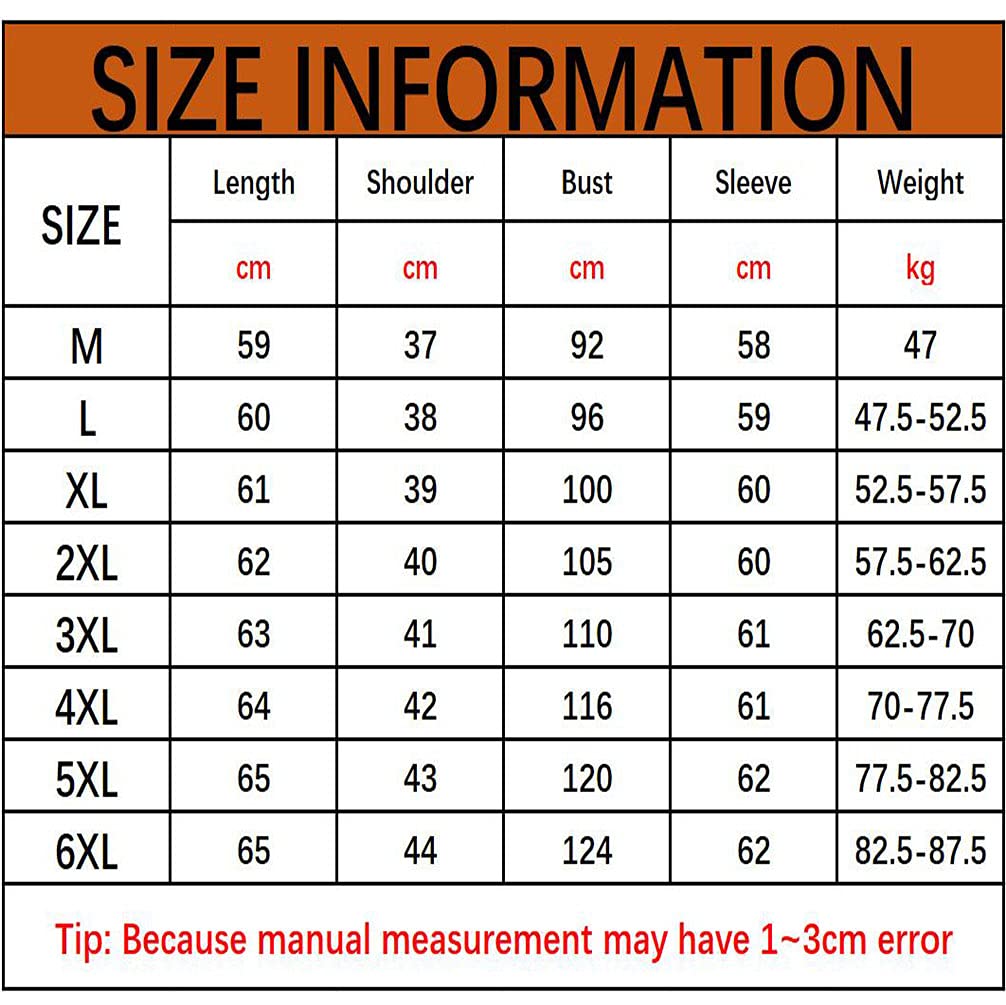 SIZE INFORMATION
SIZE Length Shoulder Bust Sleeve Weight
cm cm cm cm kg
M 59 37 92 58 47
L 60 38 96 59 47.5-52.5
XL 61 39 100 60 52.5-57.5
2XL 62 40 105 60 57.5-62.5
3XL 63 41 110 61 62.5-70
4XL 64 42 116 61 70-77.5
5XL 65 43 120 62 77.5-82.5
6XL 65 44 124 62 82.5-87.5
Tip: Because manual measurement may have 1~3cm error